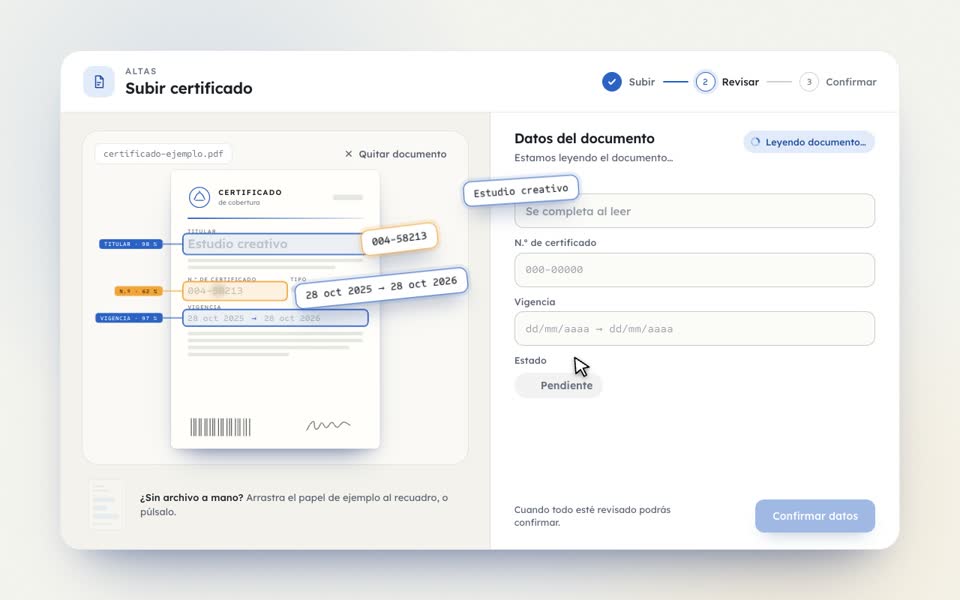 ALTAS
Subir certificado
Subir
2
Revisar
3
Confirmar
certificado-ejemplo.pdf
Quitar documento
CERTIFICADO
de cobertura
TITULAR
TITULAR · 98 %
Estudio creativo
004-58213
N.º DE CERTIFICADO
TIPO
N.º · 62 %
004-58213
28 oct 2025 → 28 oct 2026
VIGENCIA
VIGENCIA · 97 %
28 oct 2025 → 28 oct 2026
¿Sin archivo a mano? Arrastra el papel de ejemplo al recuadro, o
púlsalo.
Datos del documento
Estamos leyendo el documento…
Leyendo documento…
Estudio creativo
Se completa al leer
N.º de certificado
000-00000
Vigencia
dd/mm/aaaa → dd/mm/aaaa
Estado
Pendiente
Cuando todo esté revisado podrás
confirmar.
Confirmar datos